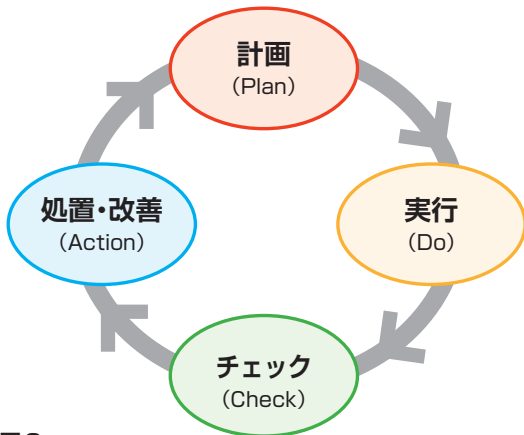 計画
(Plan)
実行
(Do)
チェック
(Check)
処置・改善
(Action)